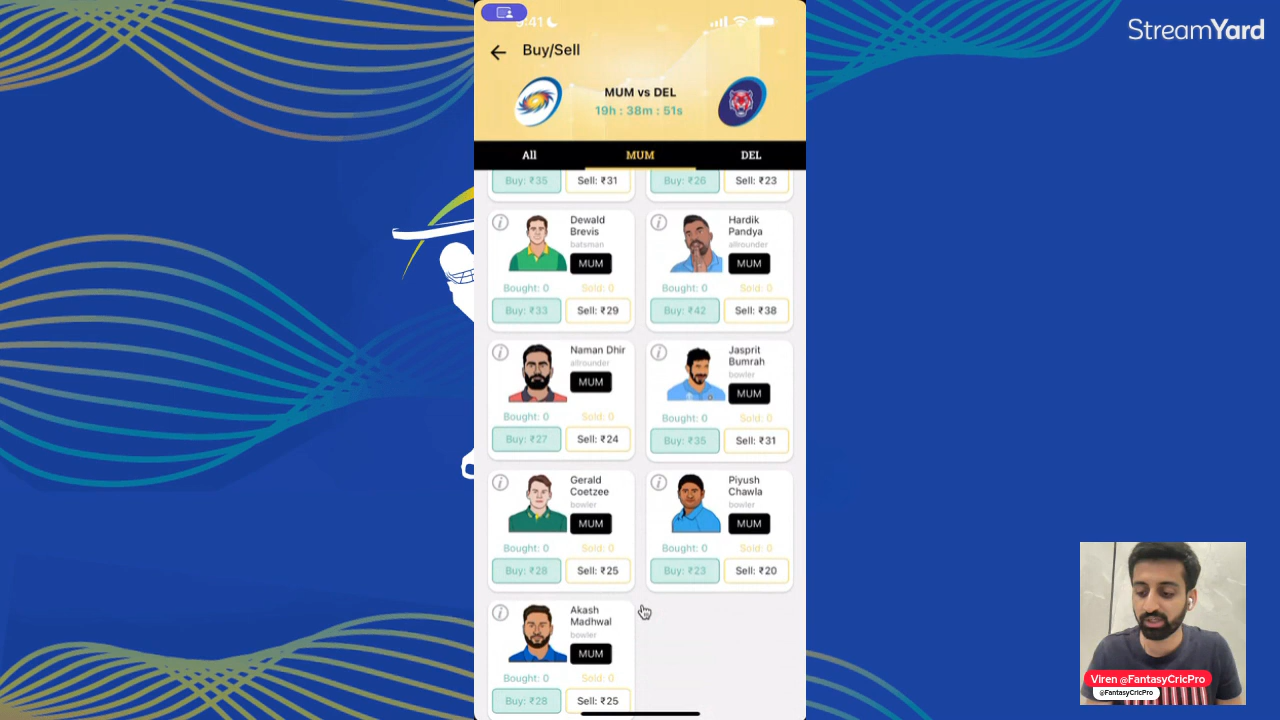 StreamYard
9:41
Buy/Sell
MUM vs DEL
19h : 38m : 51s
All MUM DEL
Buy: ₹35 Sell: ₹31 Buy: ₹26 Sell: ₹23
Dewald Brevis
batsman
MUM
Bought: 0 Sold: 0
Buy: ₹33 Sell: ₹29
Hardik Pandya
allrounder
MUM
Bought: 0 Sold: 0
Buy: ₹42 Sell: ₹38
Naman Dhir
allrounder
MUM
Bought: 0 Sold: 0
Buy: ₹27 Sell: ₹24
Jasprit Bumrah
bowler
MUM
Bought: 0 Sold: 0
Buy: ₹35 Sell: ₹31
Gerald Coetzee
bowler
MUM
Bought: 0 Sold: 0
Buy: ₹28 Sell: ₹25
Piyush Chawla
bowler
MUM
Bought: 0 Sold: 0
Buy: ₹23 Sell: ₹20
Akash Madhwal
bowler
MUM
Bought: 0 Sold: 0
Buy: ₹28 Sell: ₹25
Viren @FantasyCricPro
@FantasyCricPro